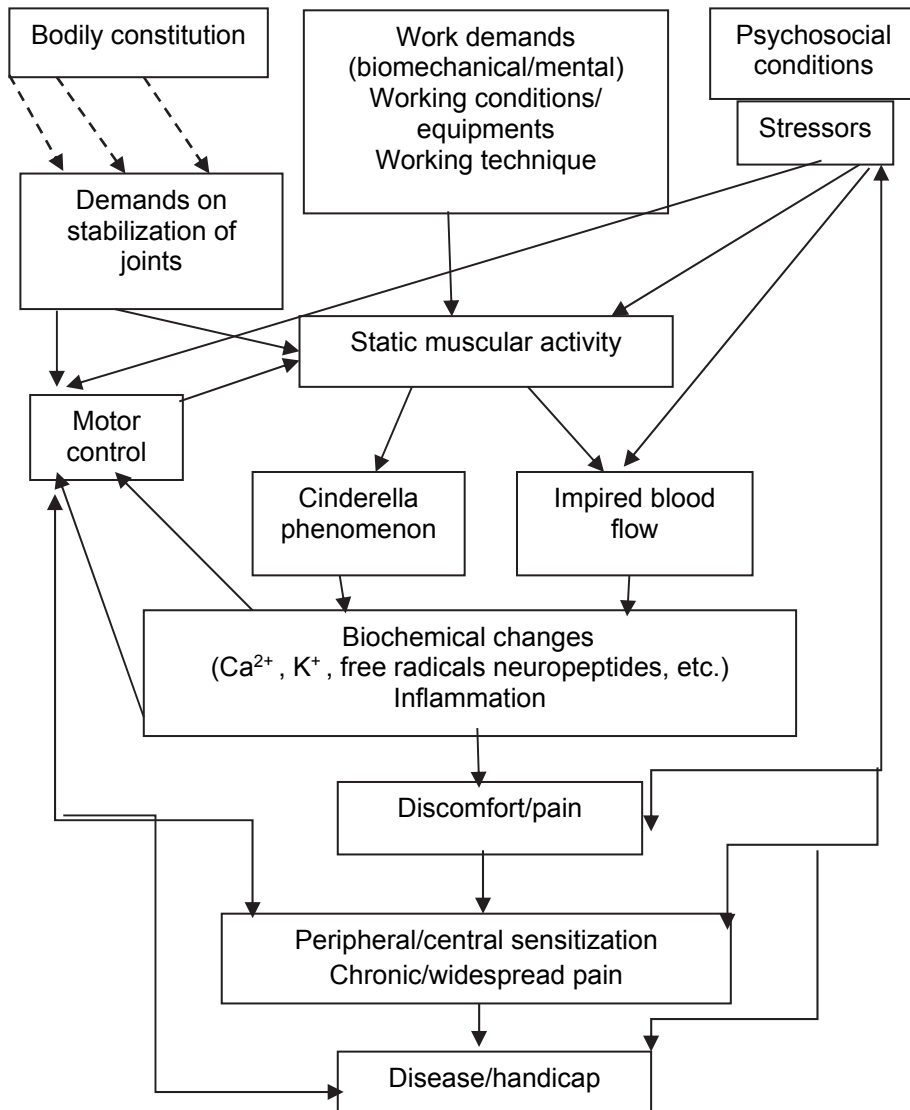 Bodily constitution
Work demands
(biomechanical/mental)
Working conditions/
equipments
Working technique
Psychosocial
conditions
Stressors
Demands on
stabilization of
joints
Static muscular activity
Motor
control
Cinderella
phenomenon
Impired blood
flow
Biochemical changes
(Ca²⁺ , K⁺ , free radicals neuropeptides, etc.)
Inflammation
Discomfort/pain
Peripheral/central sensitization
Chronic/widespread pain
Disease/handicap